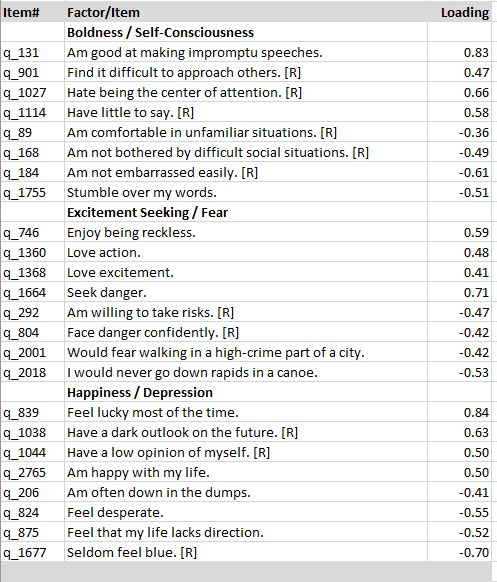 Item# Factor/Item Loading
Boldness / Self-Consciousness
q_131 Am good at making impromptu speeches. 0.83
q_901 Find it difficult to approach others. [R] 0.47
q_1027 Hate being the center of attention. [R] 0.66
q_1114 Have little to say. [R] 0.58
q_89 Am comfortable in unfamiliar situations. [R] -0.36
q_168 Am not bothered by difficult social situations. [R] -0.49
q_184 Am not embarrassed easily. [R] -0.61
q_1755 Stumble over my words. -0.51
Excitement Seeking / Fear
q_746 Enjoy being reckless. 0.59
q_1360 Love action. 0.48
q_1368 Love excitement. 0.41
q_1664 Seek danger. 0.71
q_292 Am willing to take risks. [R] -0.47
q_804 Face danger confidently. [R] -0.42
q_2001 Would fear walking in a high-crime part of a city. -0.42
q_2018 I would never go down rapids in a canoe. -0.53
Happiness / Depression
q_839 Feel lucky most of the time. 0.84
q_1038 Have a dark outlook on the future. [R] 0.63
q_1044 Have a low opinion of myself. [R] 0.50
q_2765 Am happy with my life. 0.50
q_206 Am often down in the dumps. -0.41
q_824 Feel desperate. -0.55
q_875 Feel that my life lacks direction. -0.52
q_1677 Seldom feel blue. [R] -0.70